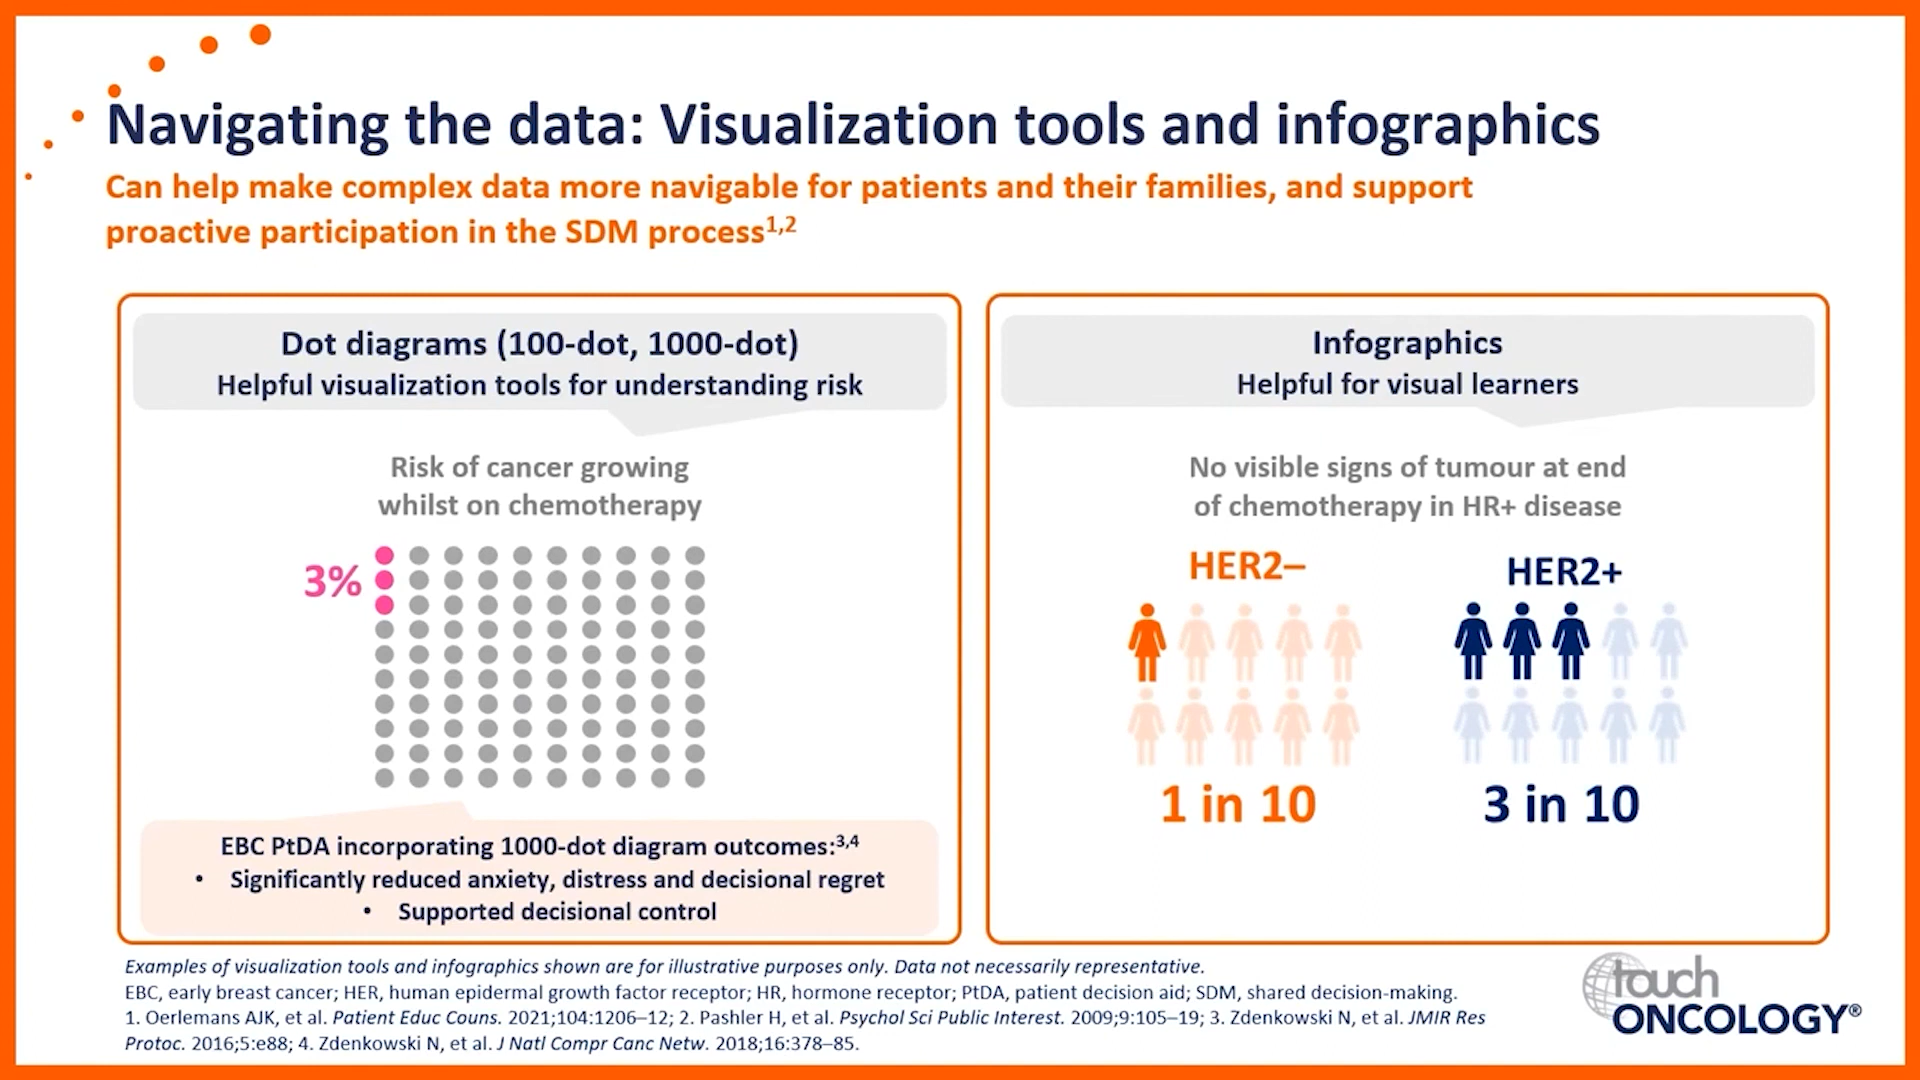 Navigating the data: Visualization tools and infographics
Can help make complex data more navigable for patients and their families, and support
proactive participation in the SDM process1,2
Dot diagrams (100-dot, 1000-dot)
Helpful visualization tools for understanding risk
Risk of cancer growing
whilst on chemotherapy
3%
EBC PtDA incorporating 1000-dot diagram outcomes:3,4
• Significantly reduced anxiety, distress and decisional regret
• Supported decisional control
Infographics
Helpful for visual learners
No visible signs of tumour at end
of chemotherapy in HR+ disease
HER2–
HER2+
1 in 10
3 in 10
Examples of visualization tools and infographics shown are for illustrative purposes only. Data not necessarily representative.
EBC, early breast cancer; HER, human epidermal growth factor receptor; HR, hormone receptor; PtDA, patient decision aid; SDM, shared decision-making.
1. Oerlemans AJK, et al. Patient Educ Couns. 2021;104:1206–12; 2. Pashler H, et al. Psychol Sci Public Interest. 2009;9:105–19; 3. Zdenkowski N, et al. JMIR Res
Protoc. 2016;5:e88; 4. Zdenkowski N, et al. J Natl Compr Canc Netw. 2018;16:378–85.
touch
ONCOLOGY®